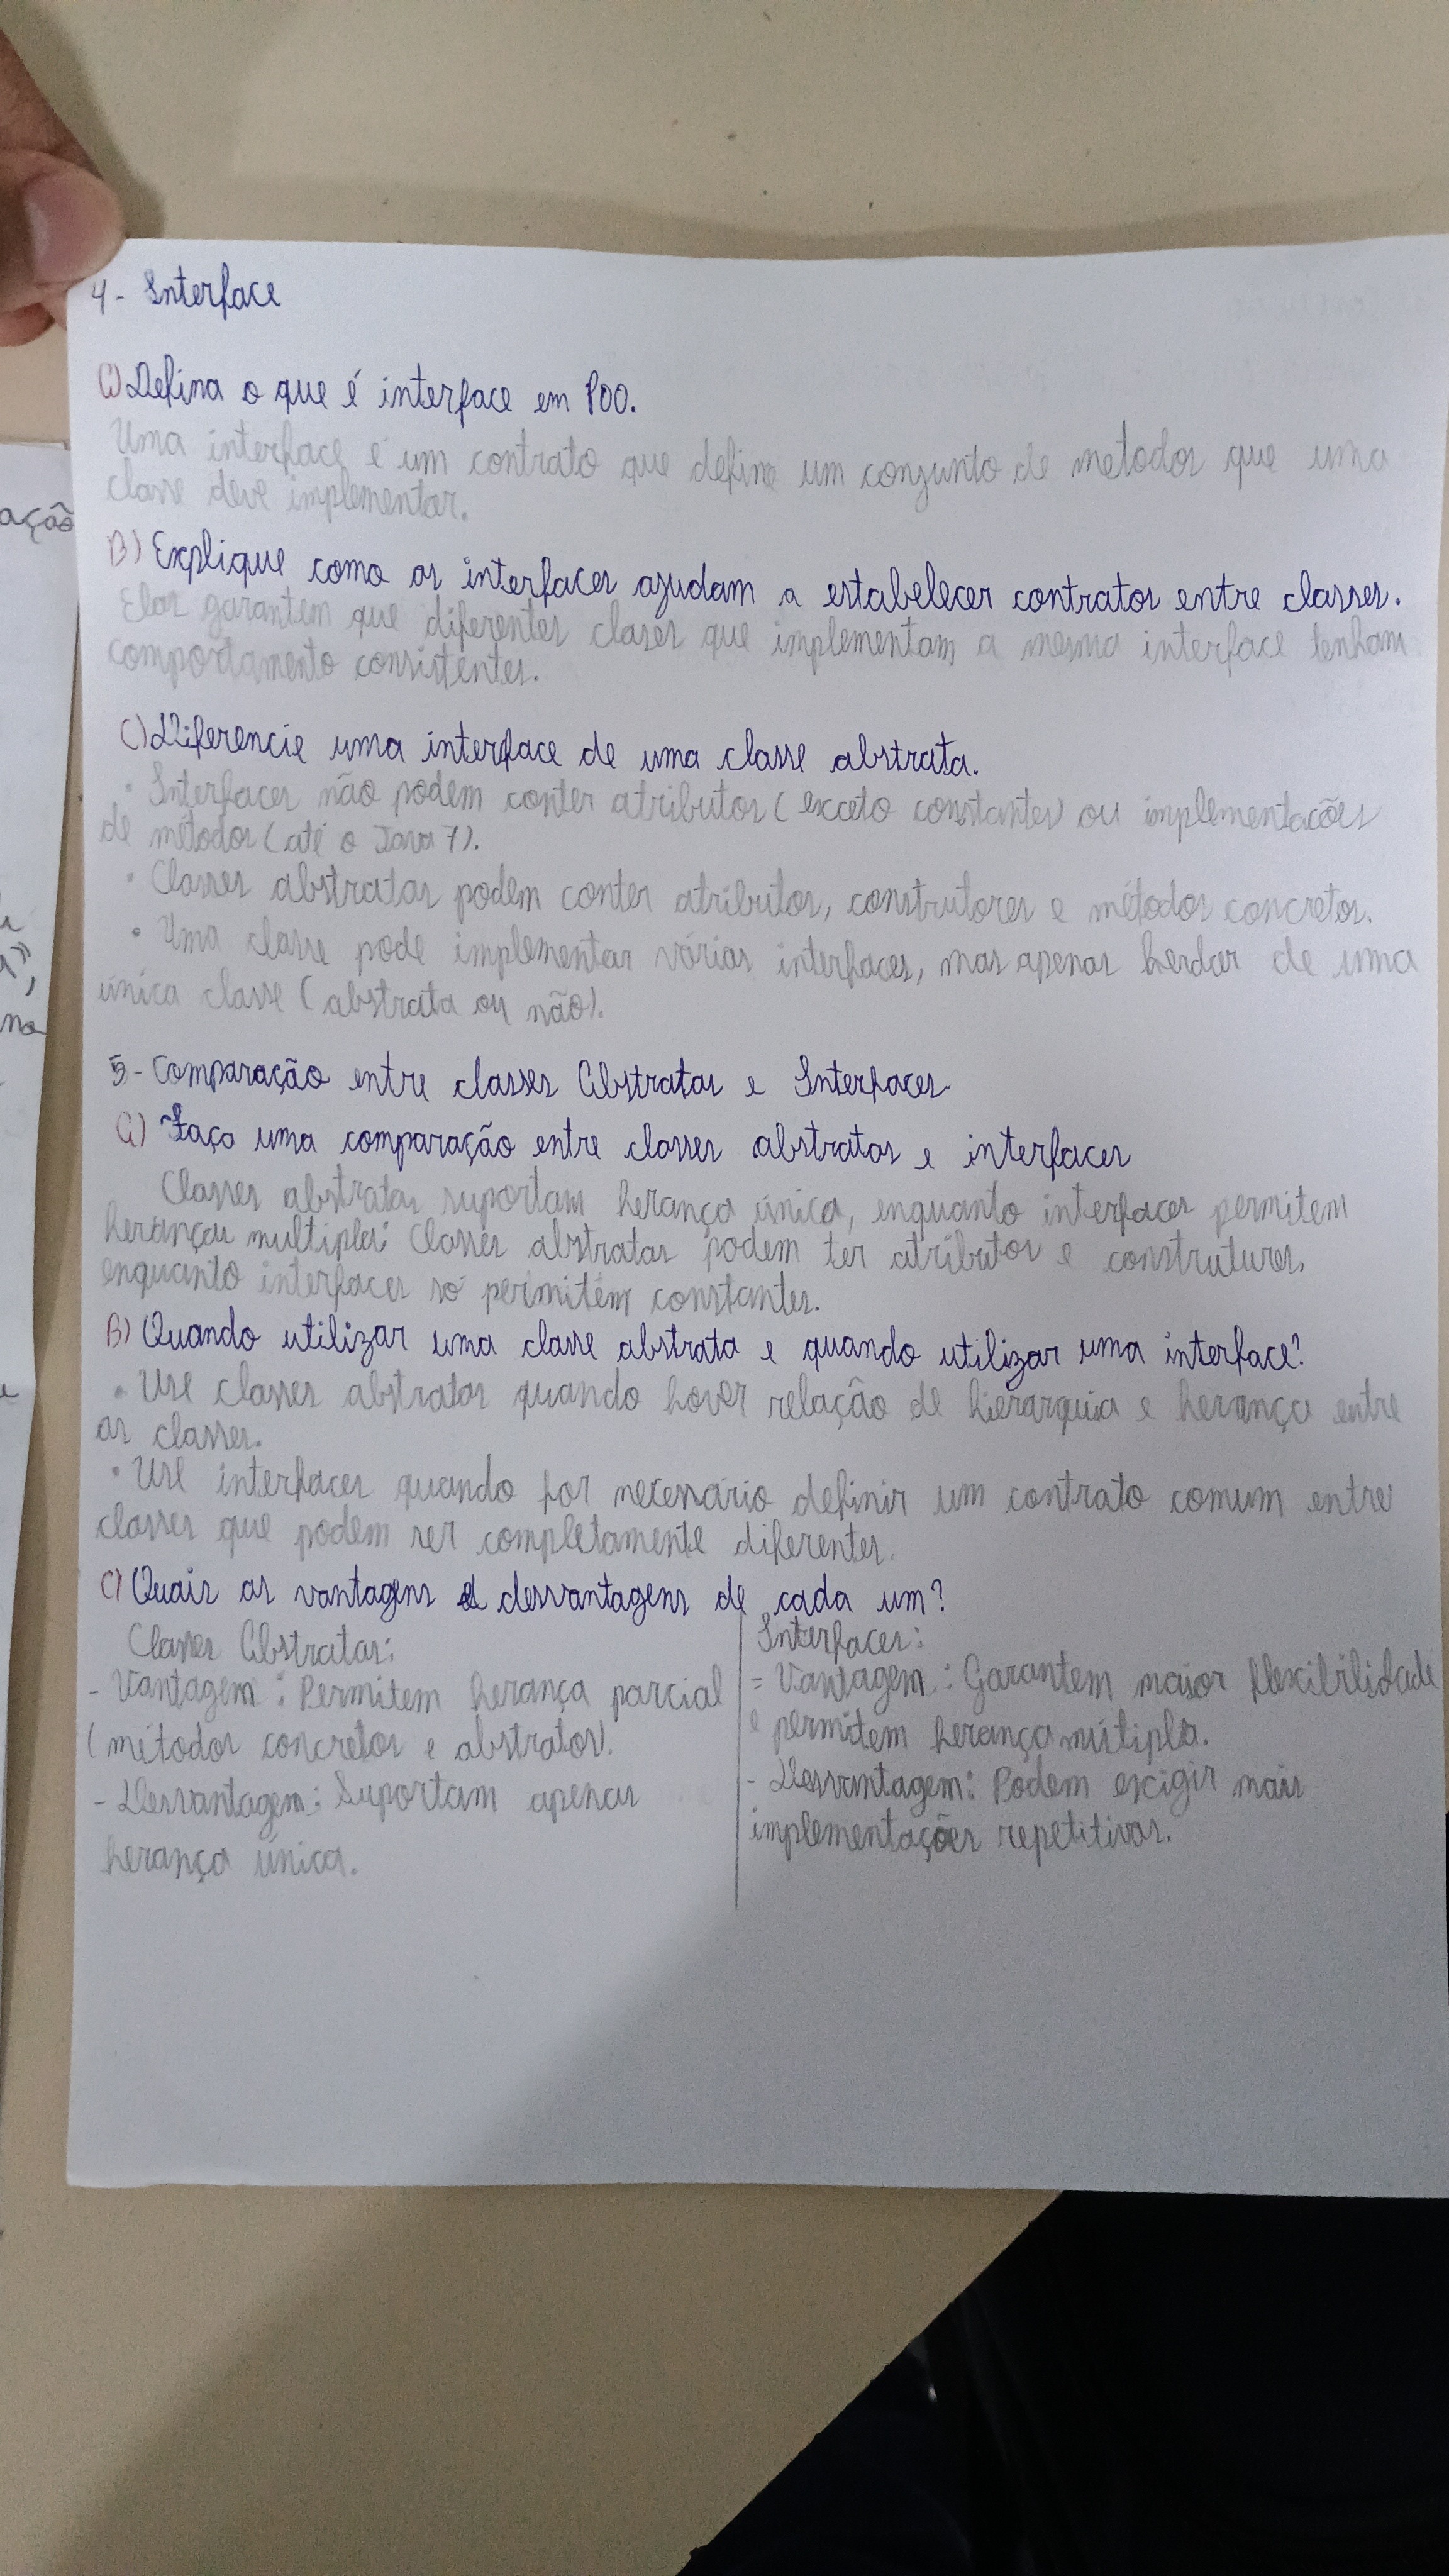 4- Interface
A) Defina o que é interface em POO.
Uma interface é um contrato que define um conjunto de metodos que uma
classe deve implementar.
B) Explique como as interfaces ajudam a estabelecer contratos entre classes.
Elas garantem que diferentes clases que implementam a mesma interface tenham
comportamento consistentes.
C) Diferencie uma interface de uma classe abstrata.
• Interfaces não podem conter atributos (exceto constantes) ou implementações
de métodos (até o Java 7).
• Classes abstratas podem conter atributos, construtores e métodos concretos.
• Uma classe pode implementar várias interfaces, mas apenas herdar de uma
única classe (abstrata ou não).
5- Comparação entre classes Abstratas e Interfaces.
A) Faça uma comparação entre classes abstratas e interfaces
Classes abstratas suportam herança única, enquanto interfaces permitem
heranças multipla; Classes abstratas podem ter atributos e construtures,
enquanto interfaces só permitem constantes.
B) Quando utilizar uma classe abstrata e quando utilizar uma interface?
• Use classes abstratas quando hover relação de hierarquia e herança entre
as classes.
• Use interfaces quando for necessário definir um contrato comum entre
classes que podem ser completamente diferentes.
C) Quais as vantagens e desvantagens de cada um?
Classes Abstratas:
- Vantagem: Permitem herança parcial
(métodos concretos e abstratos).
- Desvantagem: Suportam apenas
herança única.
Interfaces:
= Vantagem: Garantem maior flexibilidade
e permitem herança múltipla.
- Desvantagem: Podem exigir mais
implementações repetitivas.
ação
na